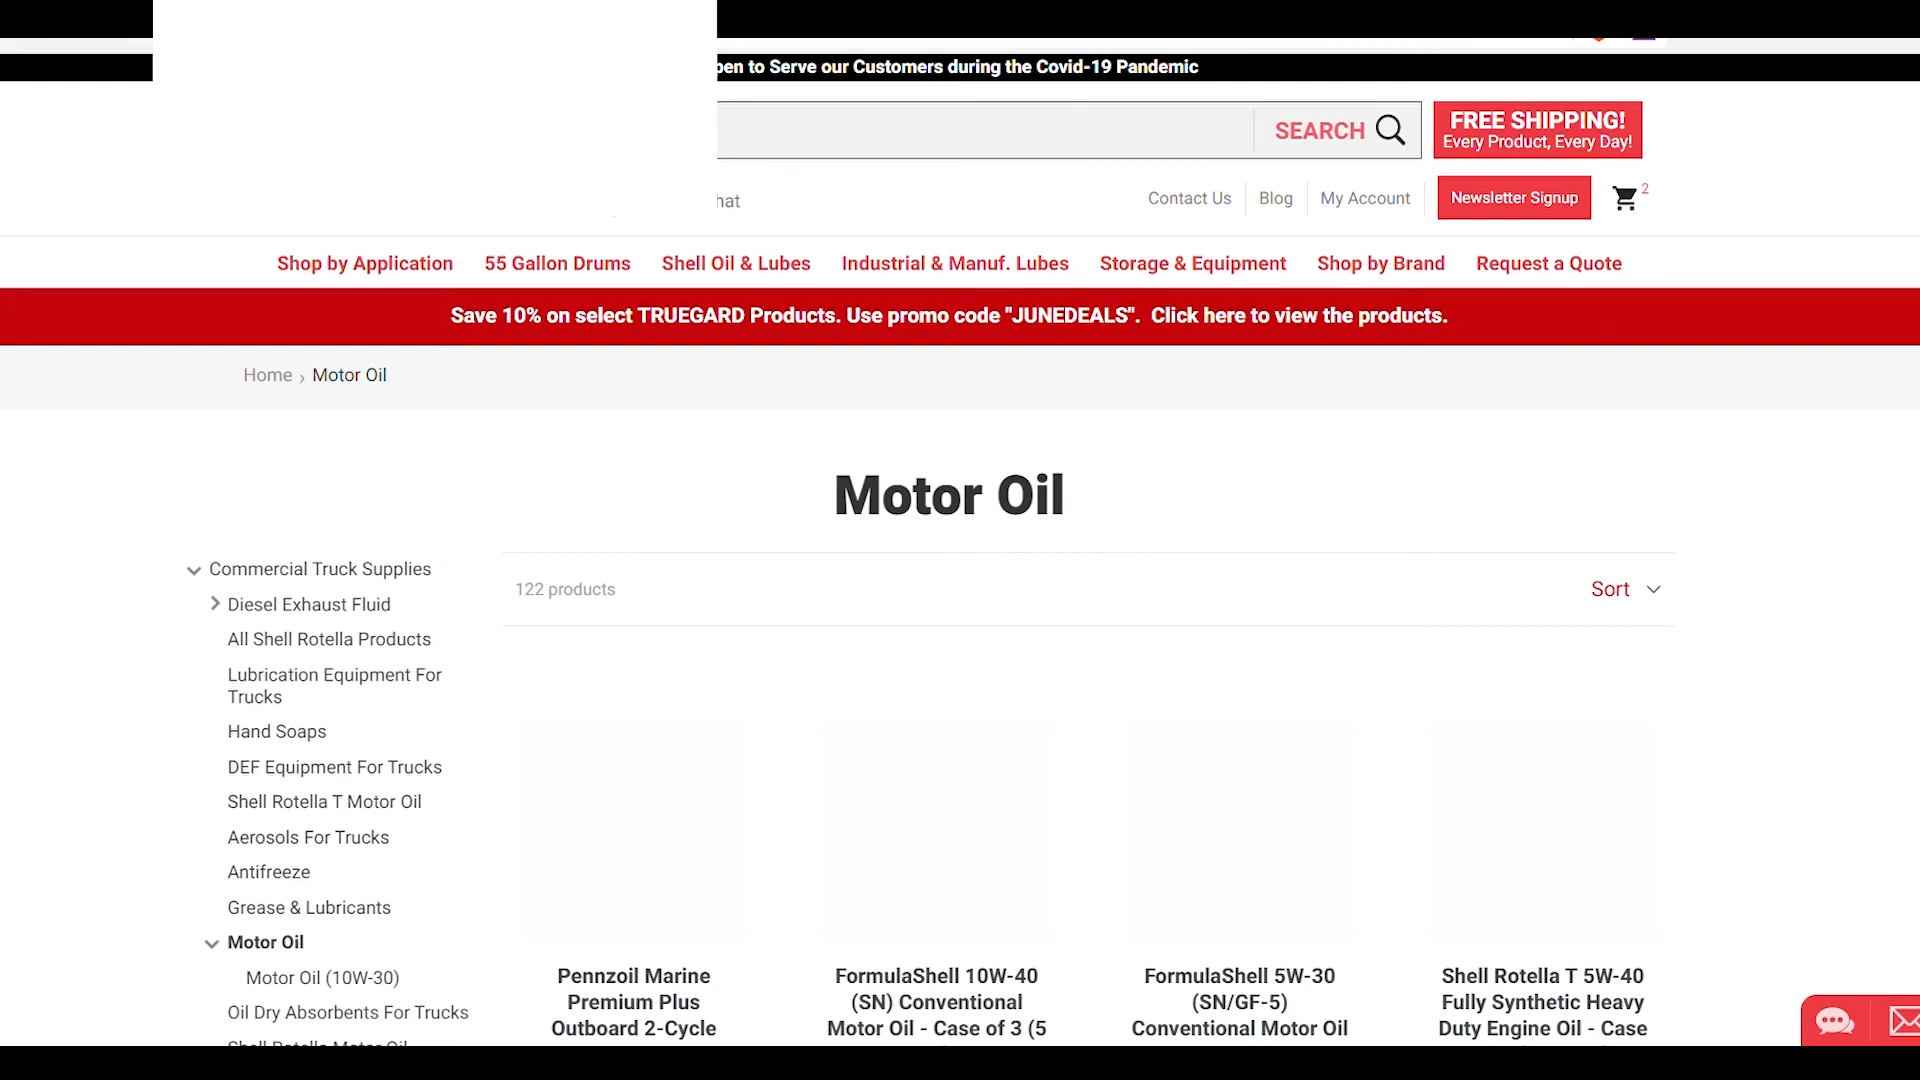 to Serve our Customers during the Covid-19 Pandemic
SEARCH
FREE SHIPPING!
Every Product, Every Day!
Contact Us
Blog
My Account
Newsletter Signup
2
Shop by Application
55 Gallon Drums
Shell Oil & Lubes
Industrial & Manuf. Lubes
Storage & Equipment
Shop by Brand
Request a Quote
Save 10% on select TRUEGARD Products. Use promo code "JUNEDEALS". Click here to view the products.
Home › Motor Oil
Motor Oil
Commercial Truck Supplies
Diesel Exhaust Fluid
All Shell Rotella Products
Lubrication Equipment For
Trucks
Hand Soaps
DEF Equipment For Trucks
Shell Rotella T Motor Oil
Aerosols For Trucks
Antifreeze
Grease & Lubricants
Motor Oil
Motor Oil (10W-30)
Oil Dry Absorbents For Trucks
Shell Rotella Motor Oil
122 products
Sort
Pennzoil Marine
Premium Plus
Outboard 2-Cycle
FormulaShell 10W-40
(SN) Conventional
Motor Oil - Case of 3 (5
FormulaShell 5W-30
(SN/GF-5)
Conventional Motor Oil
Shell Rotella T 5W-40
Fully Synthetic Heavy
Duty Engine Oil - Case